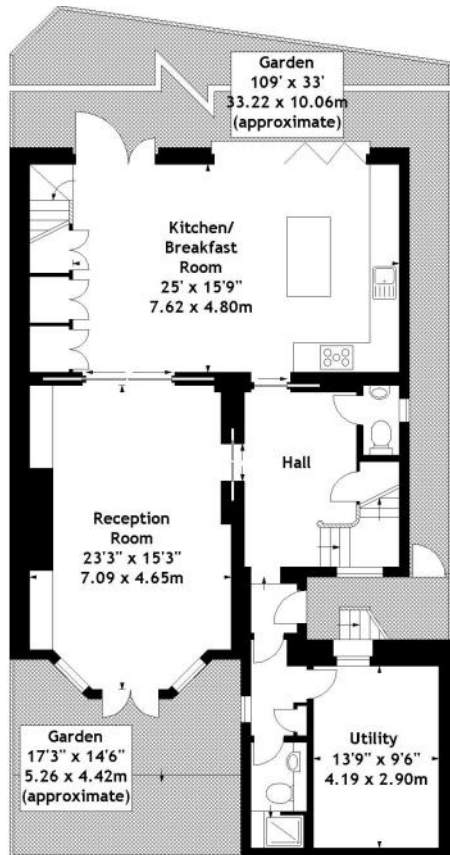 Garden
109' x 33'
33.22 x 10.06m
(approximate)
Kitchen/
Breakfast
Room
25' x 15'9"
7.62 x 4.80m
Hall
Reception
Room
23'3" x 15'3"
7.09 x 4.65m
Garden
17'3" x 14'6"
5.26 x 4.42m
(approximate)
Utility
13'9" x 9'6"
4.19 x 2.90m